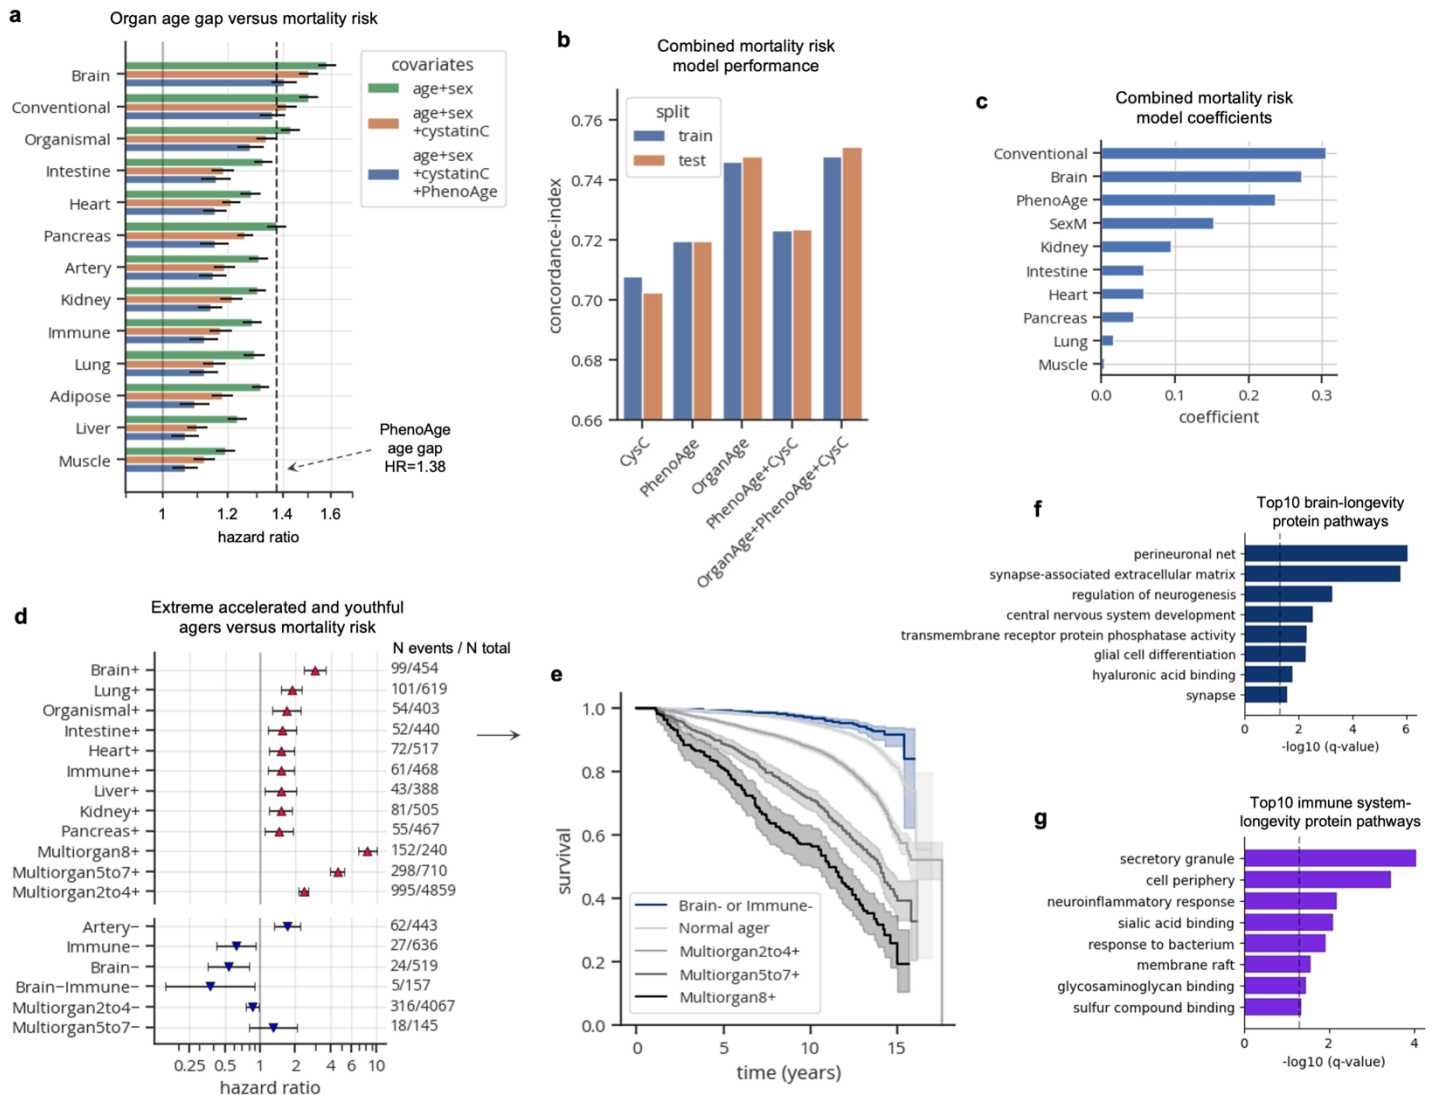 a
Organ age gap versus mortality risk
Brain
Conventional
Organismal
Intestine
Heart
Pancreas
Artery
Kidney
Immune
Lung
Adipose
Liver
Muscle
1
1.2
1.4
1.6
hazard ratio
covariates
age+sex
age+sex
+cystatinC
age+sex
+cystatinC
+PhenoAge
PhenoAge
age gap
HR=1.38
b
Combined mortality risk
model performance
split
train
test
0.76
0.74
0.72
0.70
0.68
0.66
concordance-index
CysC
PhenoAge
OrganAge
PhenoAge+CysC
OrganAge+PhenoAge+CysC
c
Combined mortality risk
model coefficients
Conventional
Brain
PhenoAge
SexM
Kidney
Intestine
Heart
Pancreas
Lung
Muscle
0.0
0.1
0.2
0.3
coefficient
d
Extreme accelerated and youthful
agers versus mortality risk
N events / N total
Brain+ 99/454
Lung+ 101/619
Organismal+ 54/403
Intestine+ 52/440
Heart+ 72/517
Immune+ 61/468
Liver+ 43/388
Kidney+ 81/505
Pancreas+ 55/467
Multiorgan8+ 152/240
Multiorgan5to7+ 298/710
Multiorgan2to4+ 995/4859
Artery− 62/443
Immune− 27/636
Brain− 24/519
Brain−Immune− 5/157
Multiorgan2to4− 316/4067
Multiorgan5to7− 18/145
0.25 0.5 1 2 4 6 10
hazard ratio
e
1.0
0.8
0.6
0.4
0.2
0.0
survival
Brain- or Immune-
Normal ager
Multiorgan2to4+
Multiorgan5to7+
Multiorgan8+
0
5
10
15
time (years)
f
Top10 brain-longevity
protein pathways
perineuronal net
synapse-associated extracellular matrix
regulation of neurogenesis
central nervous system development
transmembrane receptor protein phosphatase activity
glial cell differentiation
hyaluronic acid binding
synapse
0
2
4
6
-log10 (q-value)
g
Top10 immune system-
longevity protein pathways
secretory granule
cell periphery
neuroinflammatory response
sialic acid binding
response to bacterium
membrane raft
glycosaminoglycan binding
sulfur compound binding
0
2
4
-log10 (q-value)